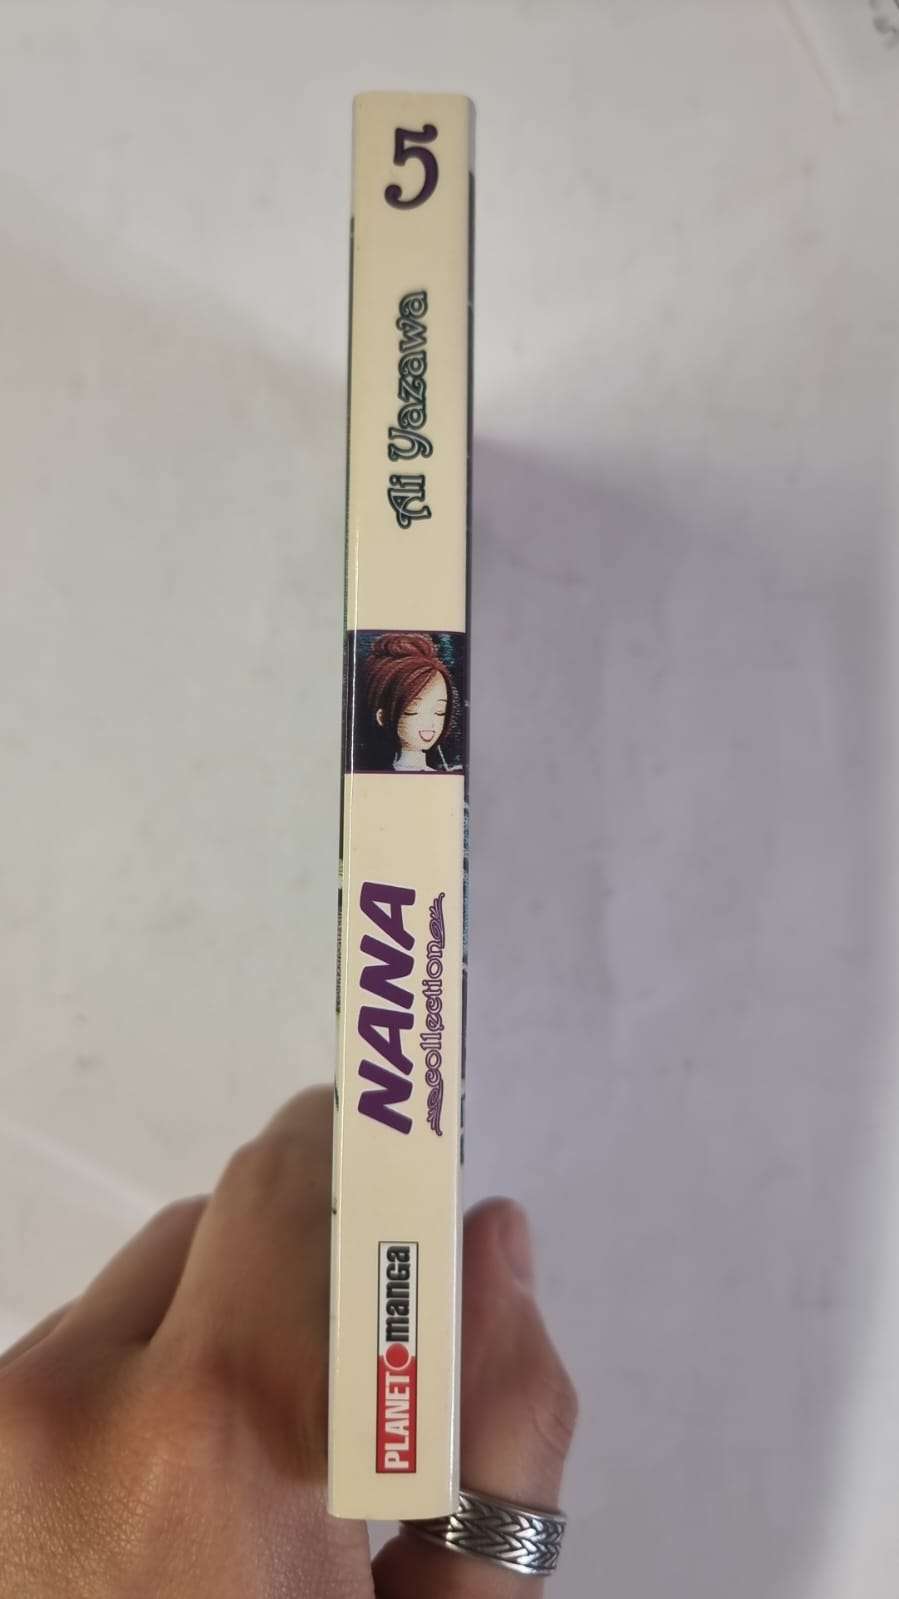 5
Ai Yazawa
NANA
collection
PLANET manga